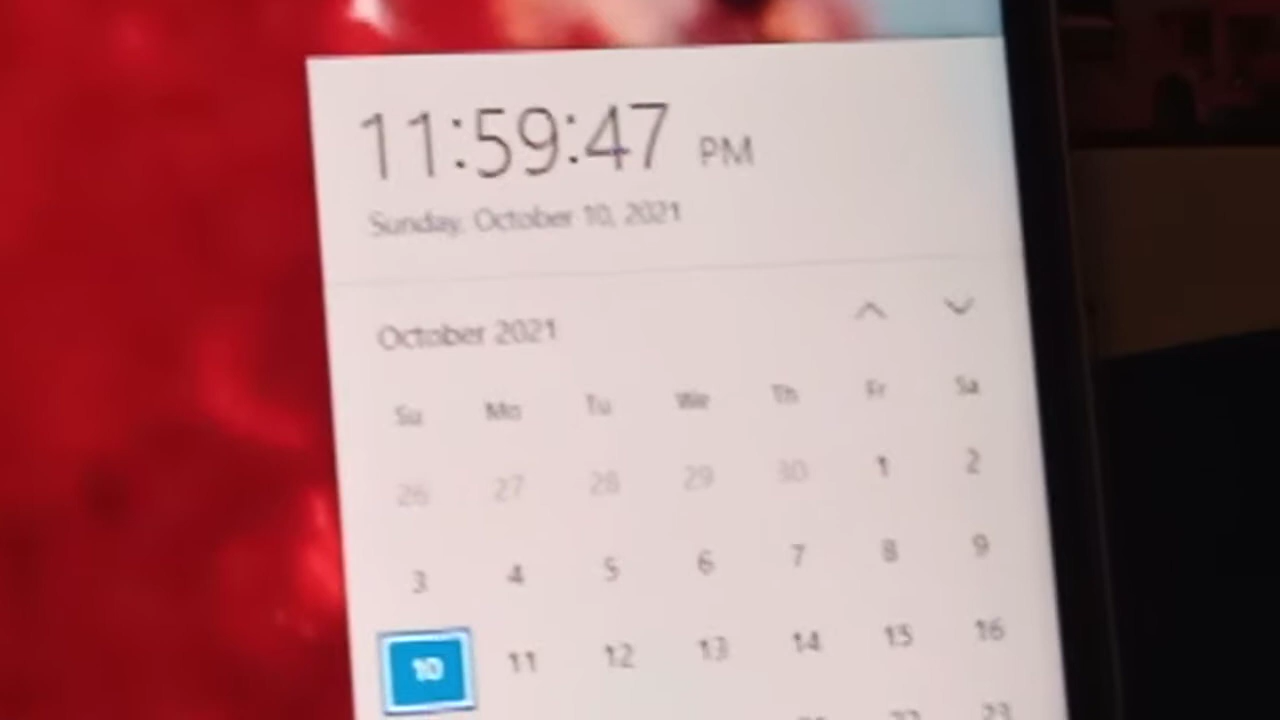 11:59:47 PM
Sunday, October 10, 2021
October 2021
Su Mo Tu We Th Fr Sa
26 27 28 29 30 1 2
3 4 5 6 7 8 9
10 11 12 13 14 15 16
23